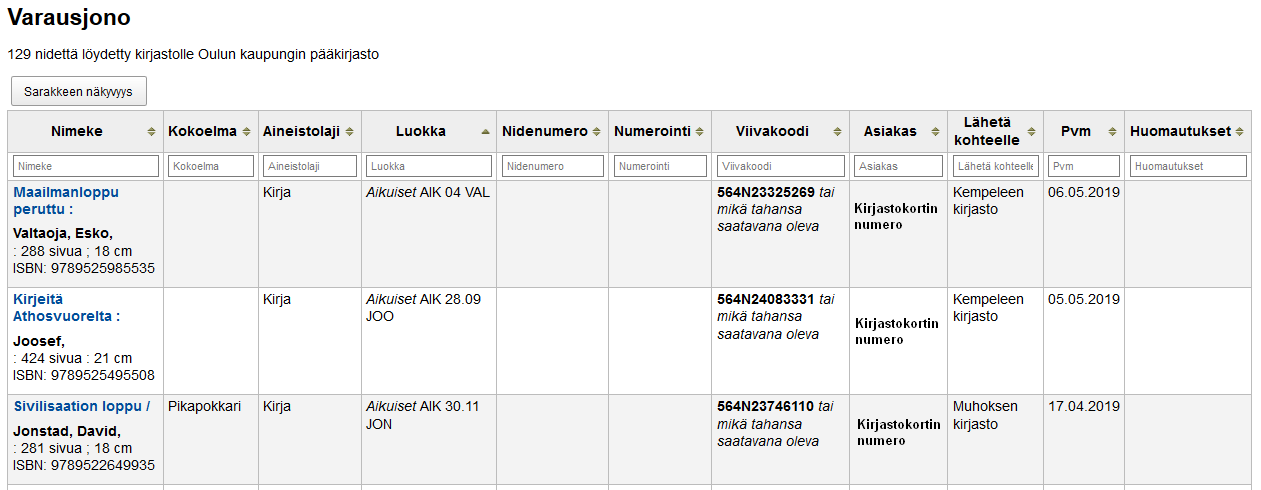 Varausjono
129 nidettä löydetty kirjastolle Oulun kaupungin pääkirjasto
Sarakkeen näkyvyys
Nimeke Kokoelma Aineistolaji Luokka Nidenumero Numerointi Viivakoodi Asiakas Lähetä kohteelle Pvm Huomautukset
Nimeke Kokoelma Aineistolaji Luokka Nidenumero Numerointi Viivakoodi Asiakas Lähetä kohteelle Pvm Huomautukset
Maailmanloppu Kirja Aikuiset AIK 04 VAL 564N23325269 tai Kempeleen 06.05.2019
peruttu : mikä tahansa Kirjastokortin kirjasto
saatavana oleva numero
Valtaoja, Esko,
: 288 sivua ; 18 cm
ISBN: 9789525985535
Kirjeitä Kirja Aikuiset AIK 28.09 564N24083331 tai Kempeleen 05.05.2019
Athosvuorelta : JOO mikä tahansa Kirjastokortin kirjasto
saatavana oleva numero
Joosef,
: 424 sivua : 21 cm
ISBN: 9789525495508
Sivilisaation loppu / Pikapokkari Kirja Aikuiset AIK 30.11 564N23746110 tai Muhoksen 17.04.2019
JON mikä tahansa Kirjastokortin kirjasto
saatavana oleva numero
Jonstad, David,
: 281 sivua ; 18 cm
ISBN: 9789522649935